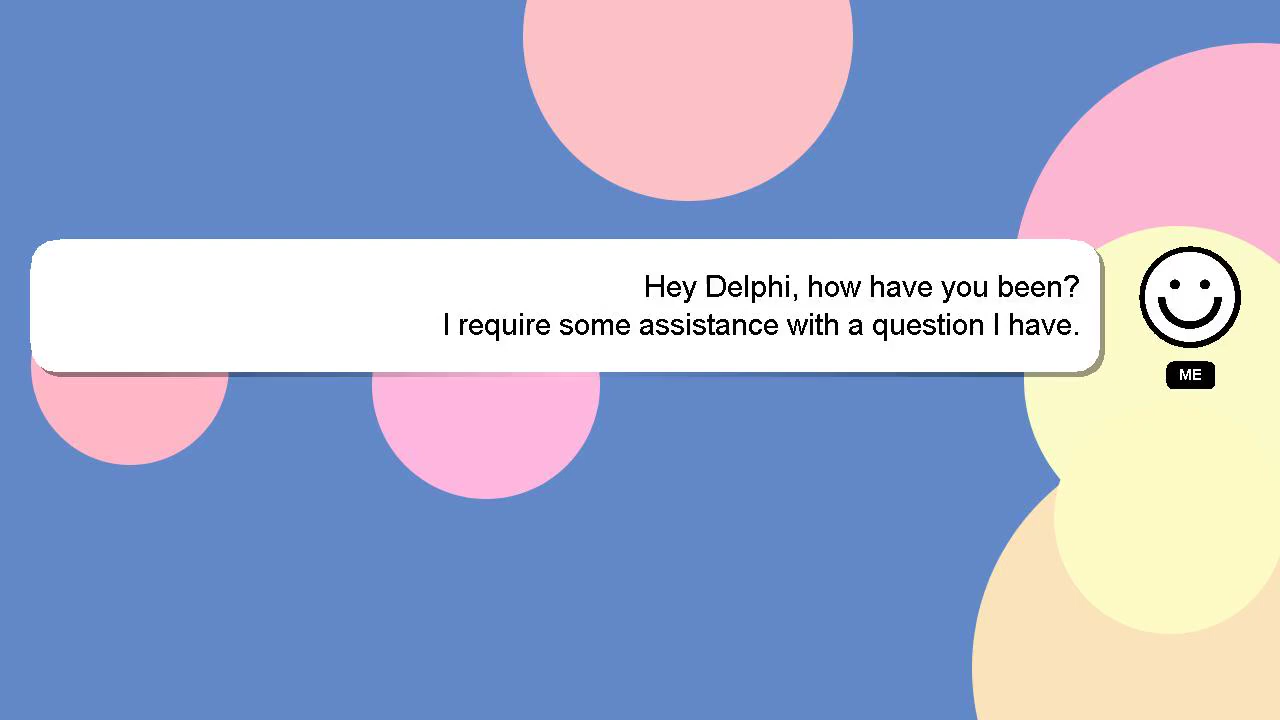 Hey Delphi, how have you been?
I require some assistance with a question I have.
ME